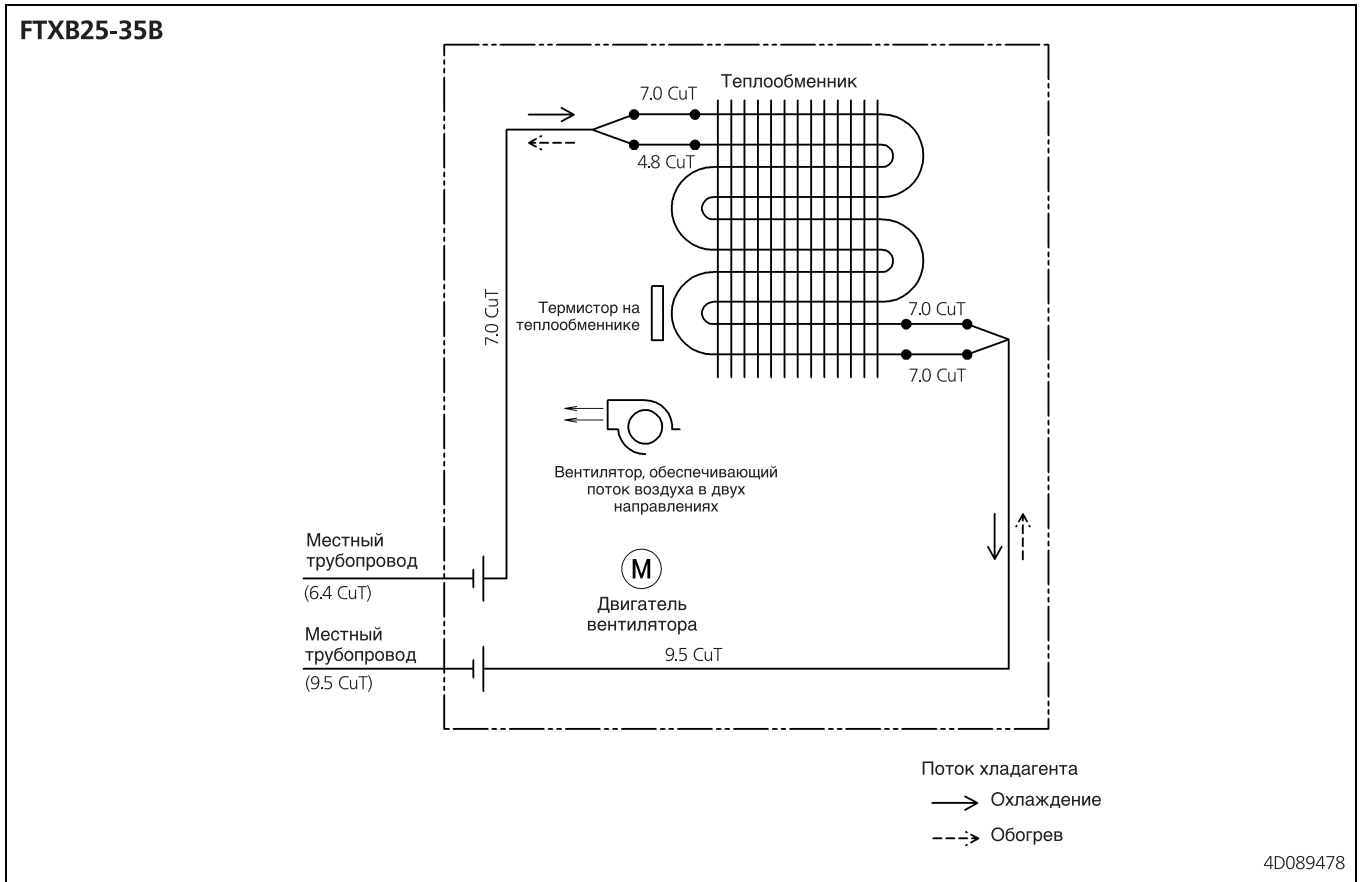 FTXB25-35B
Теплообменник
7.0 CuT
4.8 CuT
7.0 CuT
Термистор на
теплообменнике
7.0 CuT
7.0 CuT
Вентилятор, обеспечивающий
поток воздуха в двух
направлениях
Местный
трубопровод
(6.4 CuT)
M
Двигатель
вентилятора
Местный
трубопровод
(9.5 CuT)
9.5 CuT
Поток хладагента
Охлаждение
Обогрев
4D089478